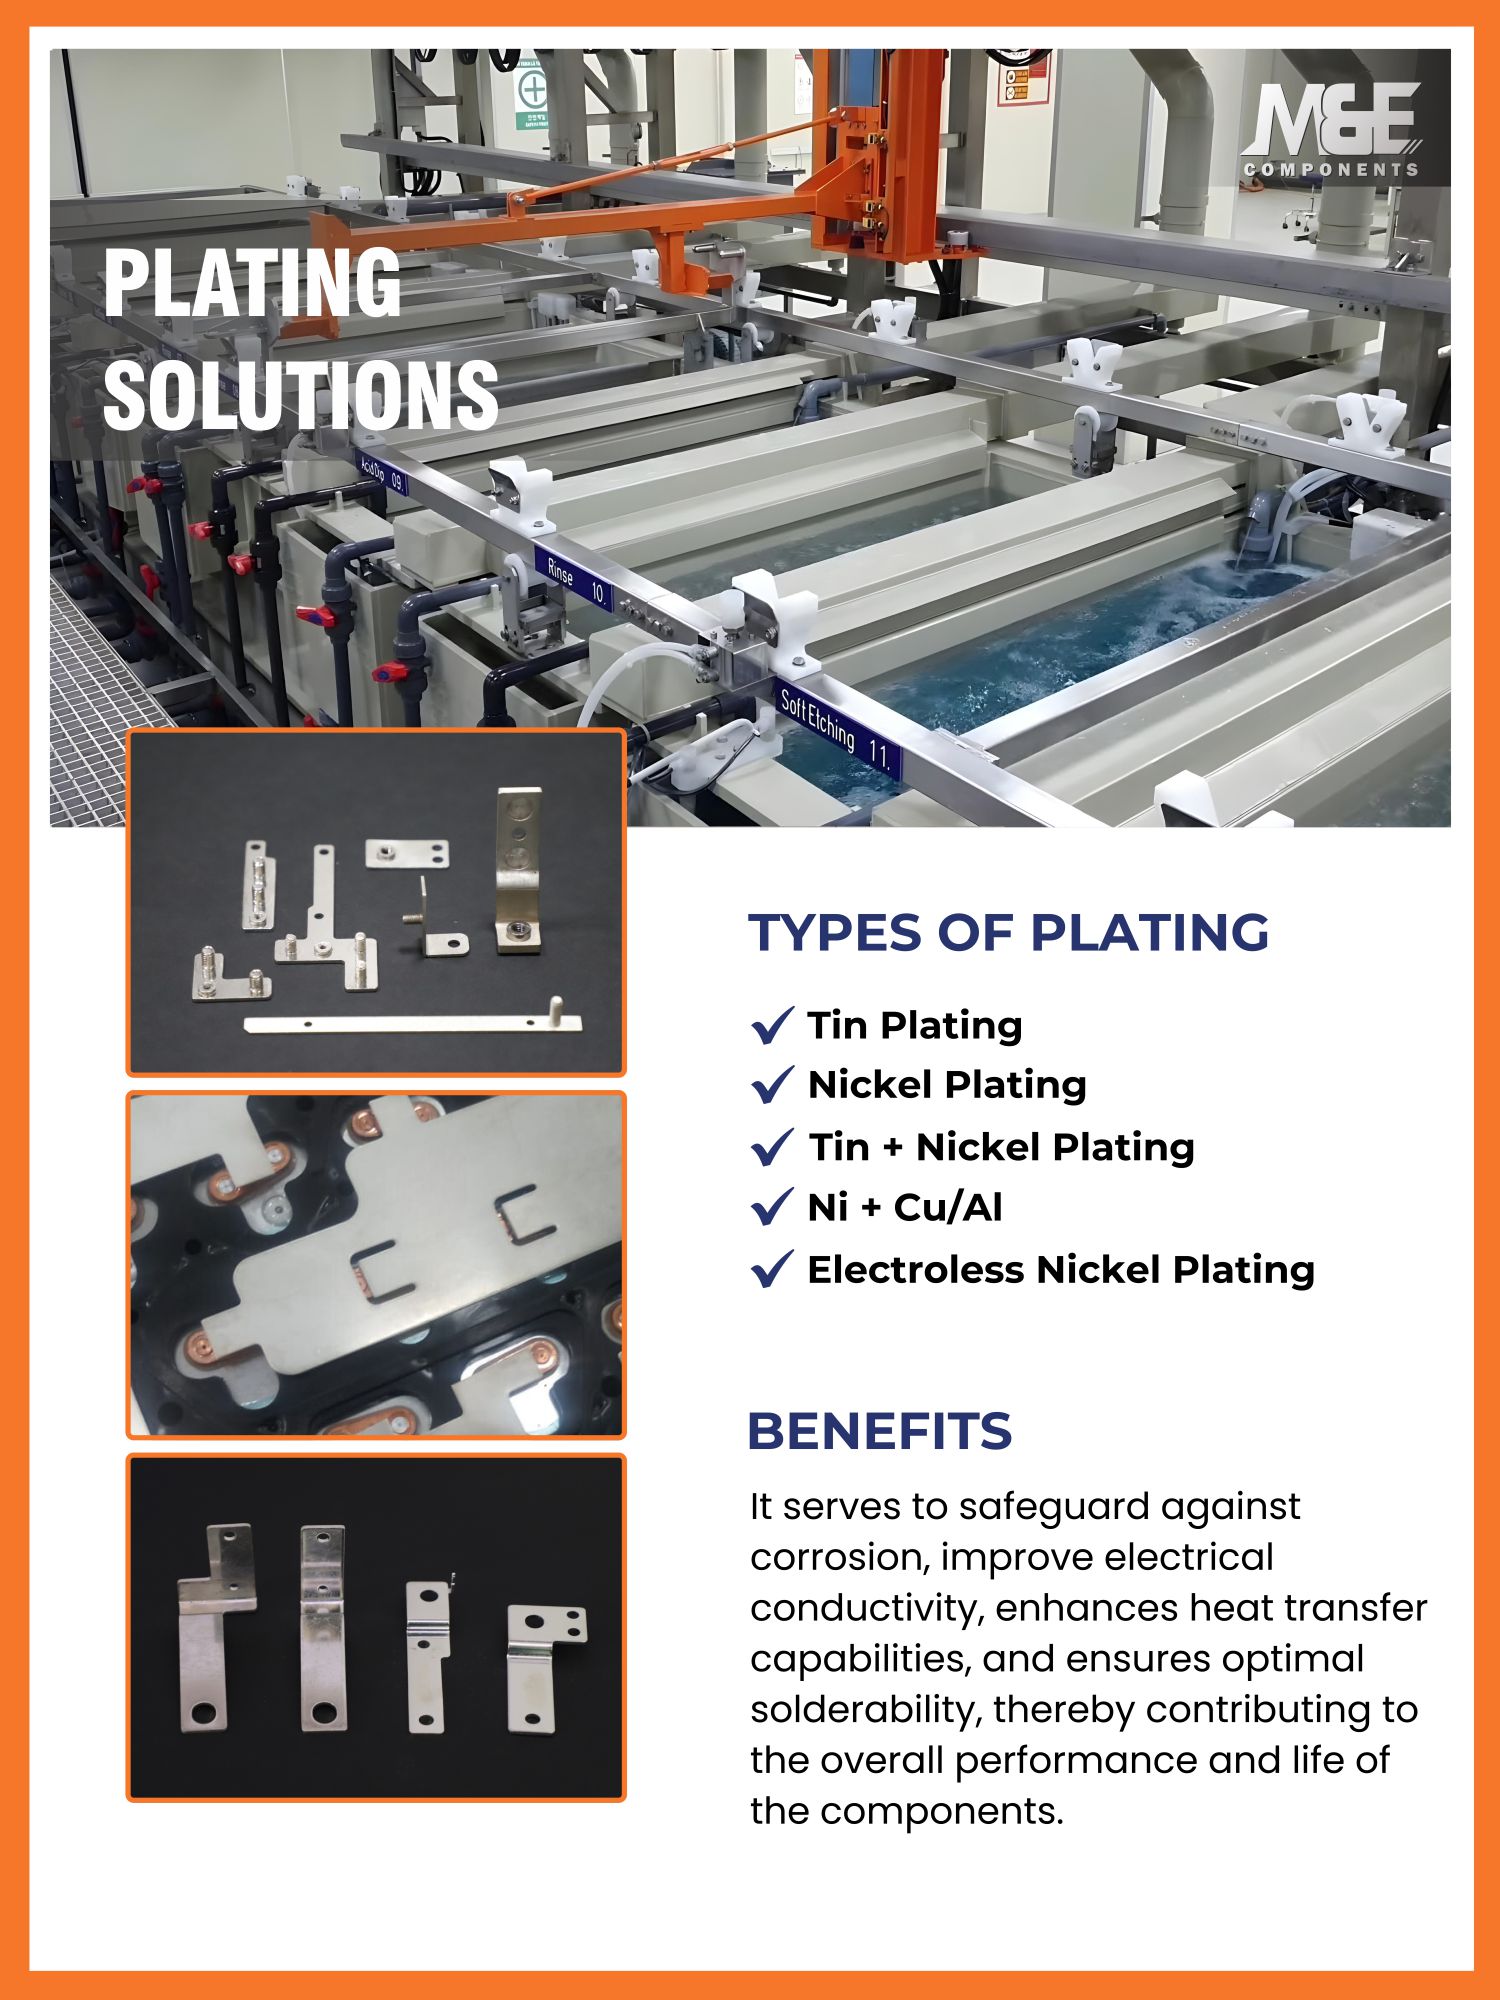 M&E
COMPONENTS
PLATING
SOLUTIONS
Acid Dip 09.
Rinse 10.
Soft Etching 11.
TYPES OF PLATING
Tin Plating
Nickel Plating
Tin + Nickel Plating
Ni + Cu/Al
Electroless Nickel Plating
BENEFITS
It serves to safeguard against
corrosion, improve electrical
conductivity, enhances heat transfer
capabilities, and ensures optimal
solderability, thereby contributing to
the overall performance and life of
the components.